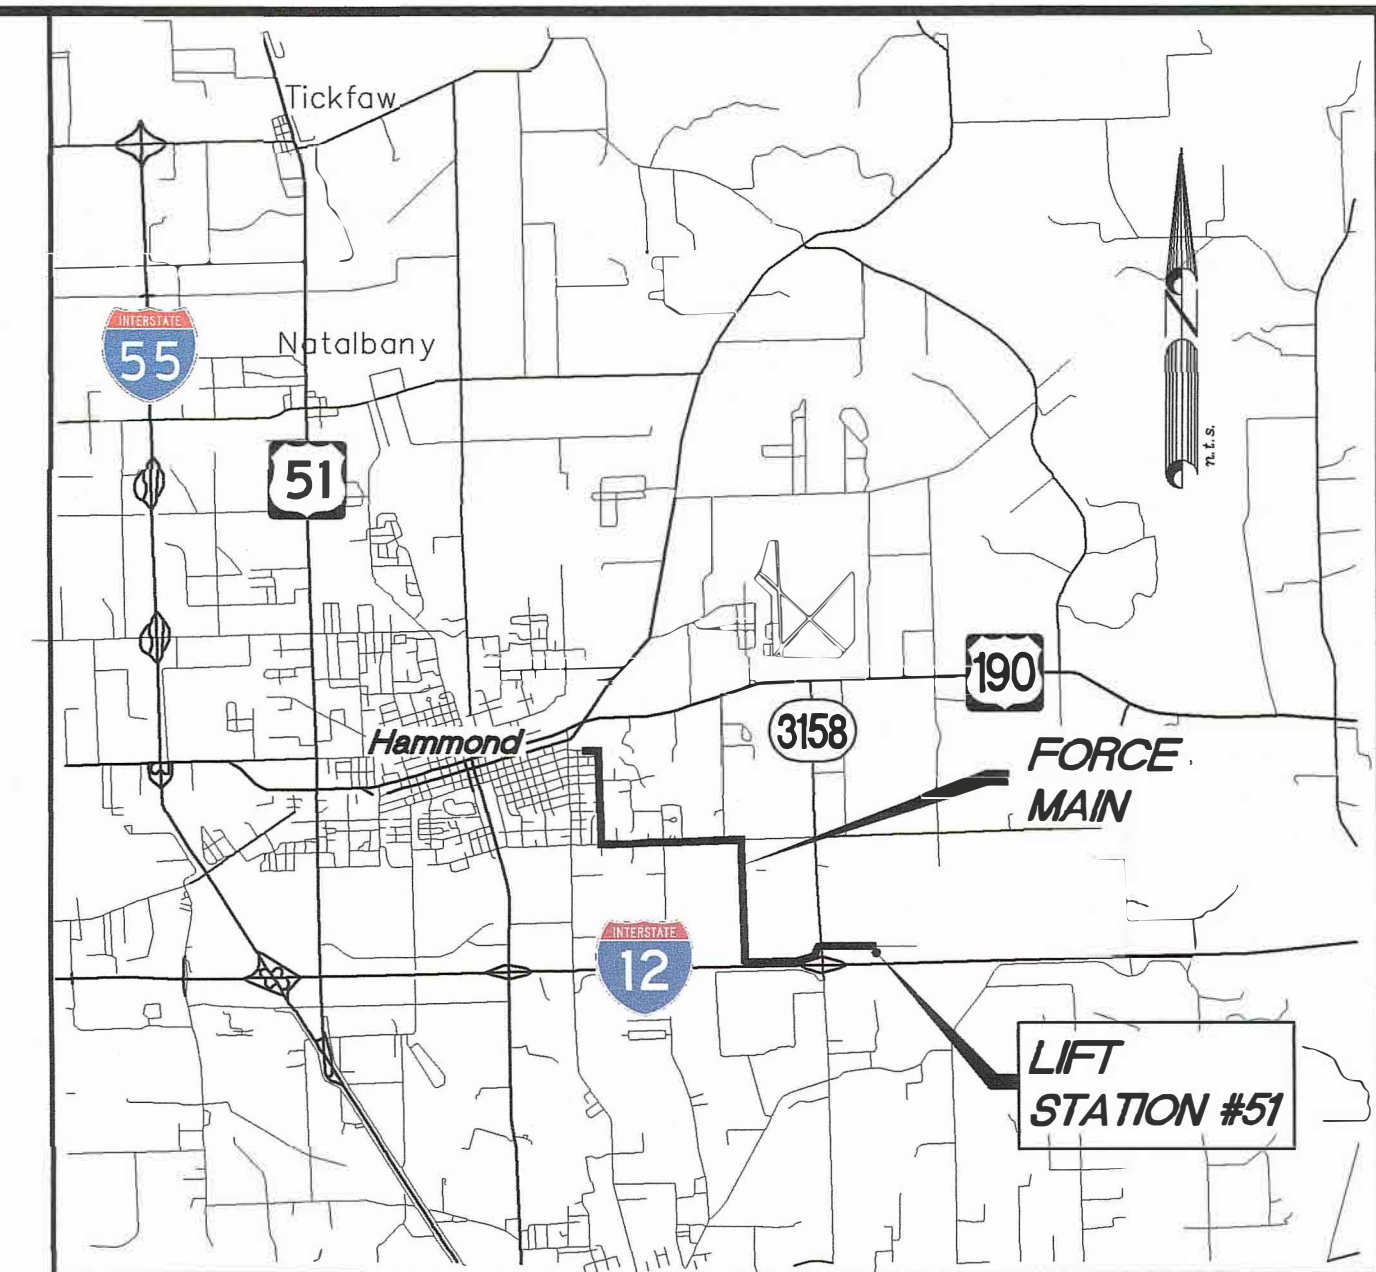 Tickfaw
INTERSTATE
55
Natalbany
51
N
n.t.s.
190
Hammond
3158
FORCE
MAIN
INTERSTATE
12
LIFT
STATION #51